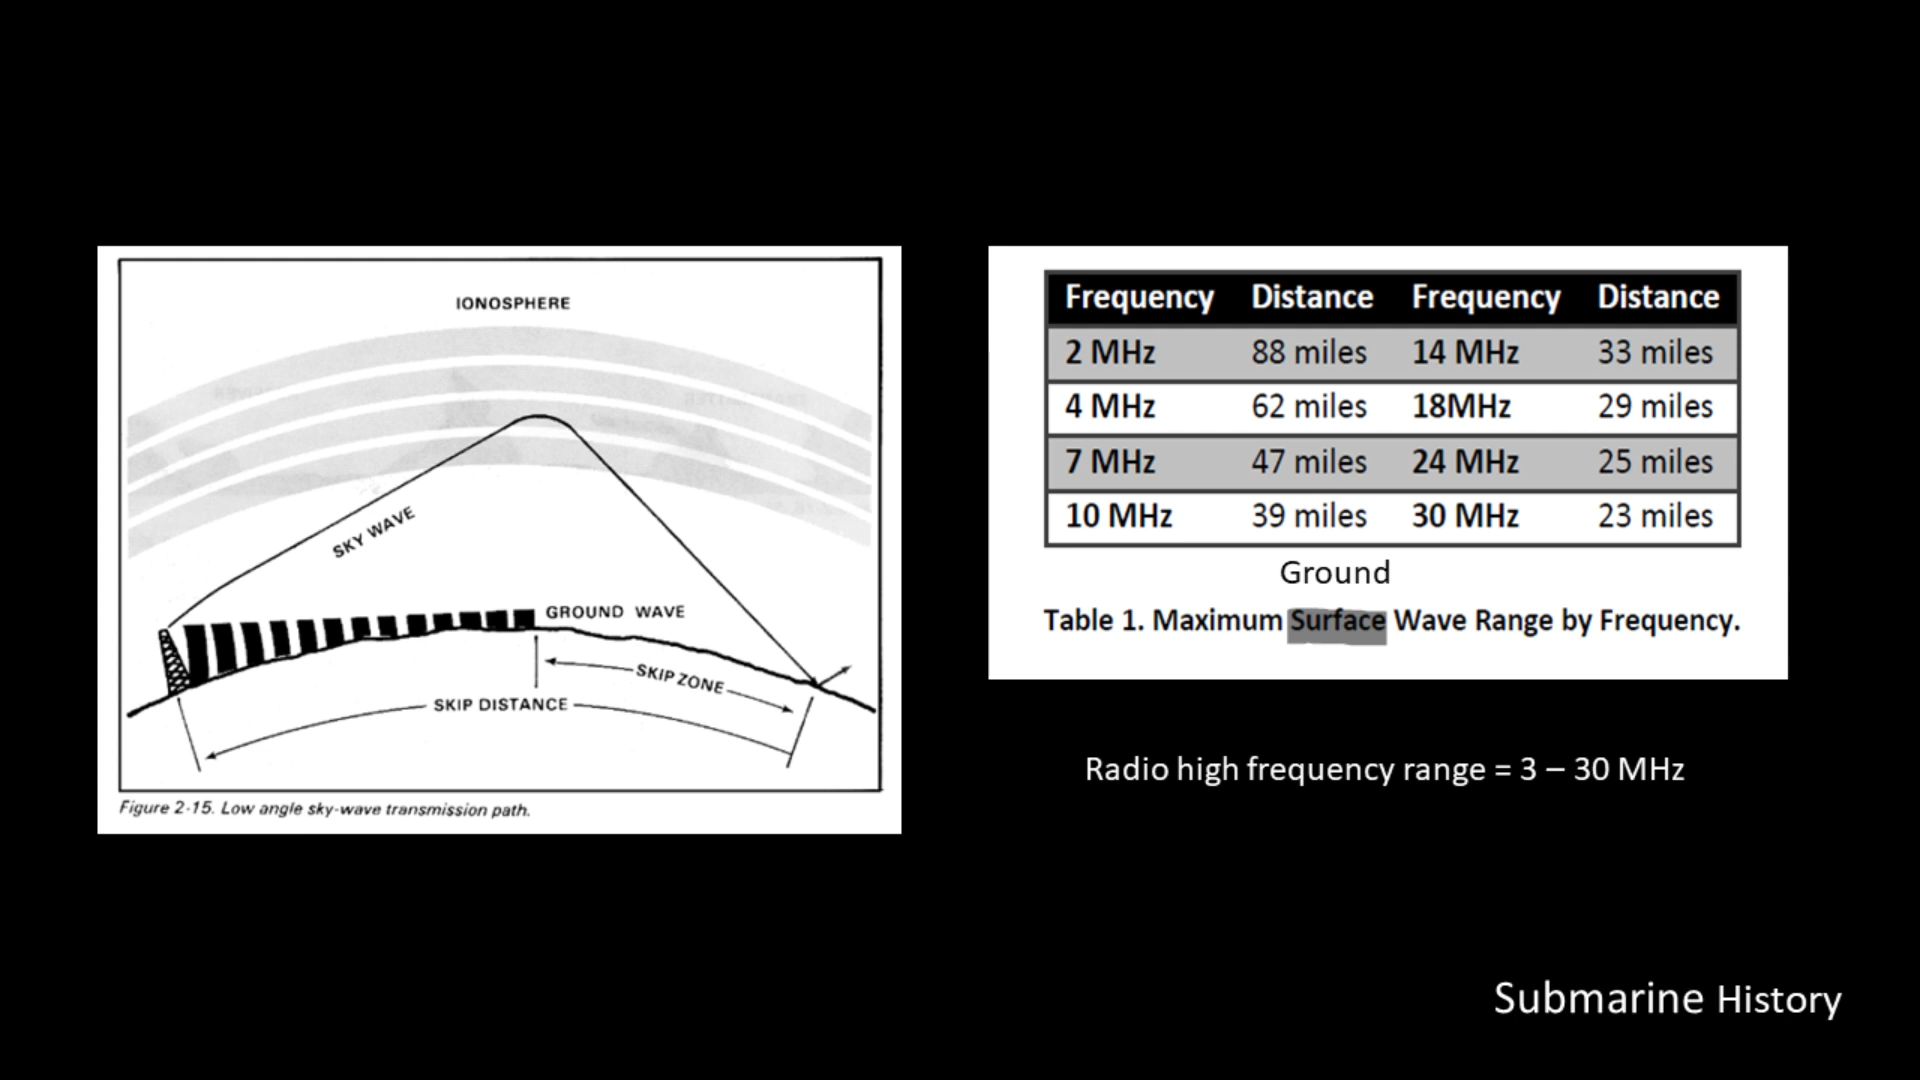 IONOSPHERE
SKY WAVE
GROUND WAVE
SKIP ZONE
SKIP DISTANCE
Figure 2-15. Low angle sky-wave transmission path.
Frequency Distance Frequency Distance
2 MHz 88 miles 14 MHz 33 miles
4 MHz 62 miles 18MHz 29 miles
7 MHz 47 miles 24 MHz 25 miles
10 MHz 39 miles 30 MHz 23 miles
Ground
Table 1. Maximum Surface Wave Range by Frequency.
Radio high frequency range = 3 – 30 MHz
Submarine History